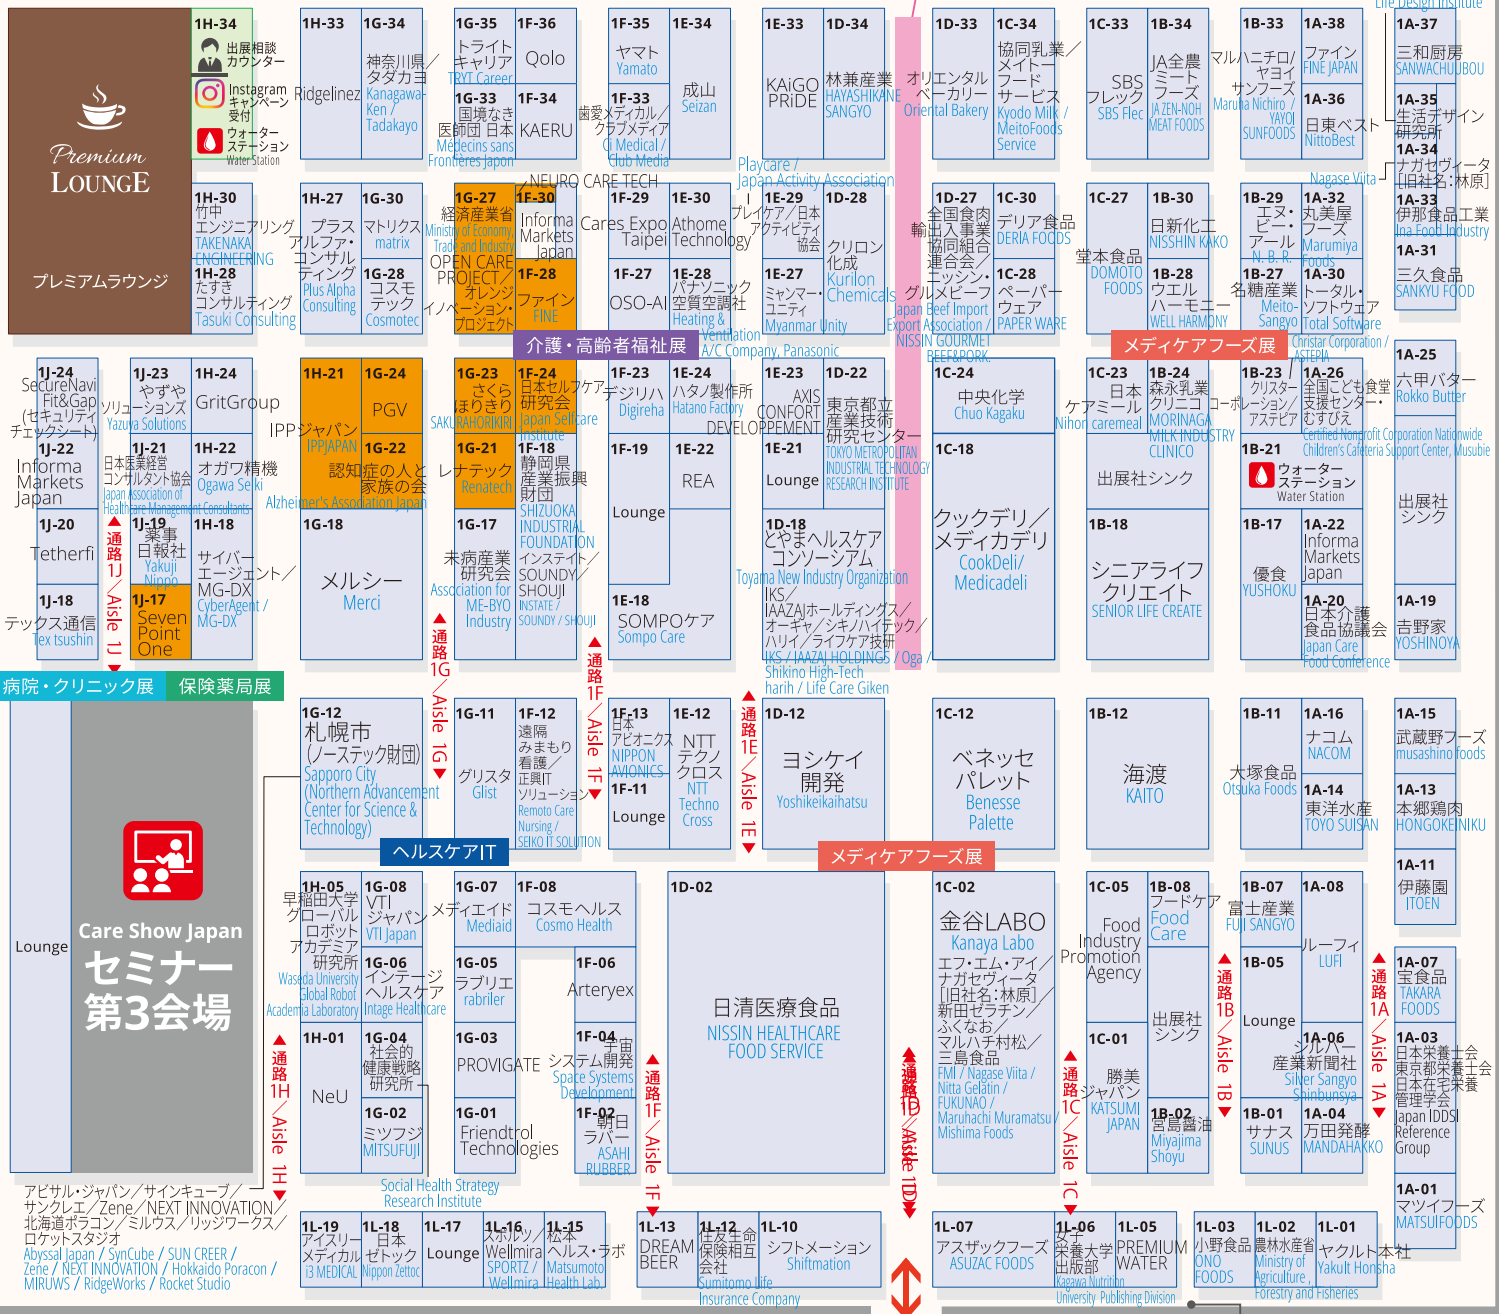 Life Design Institute
Premium
LOUNGE
プレミアムラウンジ
1H-34
出展相談
カウンター
Instagram
キャンペーン
受付
ウォーター
ステーション
Water Station
1H-33
Ridgelinez
1G-34
神奈川県／
タダカヨ
Kanagawa-
Ken /
Tadakayo
1G-35
トライト
キャリア
TRYT Career
1G-33
国境なき
医師団 日本
Médecins sans
Frontières Japon
1F-36
Qolo
1F-34
KAERU
1F-35
ヤマト
Yamato
1F-33
歯愛メディカル／
クラブメディア
Ci Medical /
Club Media
1E-34
成山
Seizan
1E-33
KAiGO
PRiDE
1D-34
林兼産業
HAYASHIKANE
SANGYO
1D-33
オリエンタル
ベーカリー
Oriental Bakery
1C-34
協同乳業／
メイトー
フード
サービス
Kyodo Milk /
MeitoFoods
Service
1C-33
SBS
フレック
SBS Flec
1B-34
JA全農
ミート
フーズ
JA ZEN-NOH
MEAT FOODS
1B-33
マルハニチロ/
ヤヨイ
サンフーズ
Maruha Nichiro /
YAYOI
SUNFOODS
1A-38
ファイン
FINE JAPAN
1A-36
日東ベスト
NittoBest
1A-37
三和厨房
SANWACHUUBOU
1A-35
生活デザイン
研究所
1A-34
ナガセヴィータ
[旧社名：林原]
Nagase Viita
1A-33
伊那食品工業
Ina Food Industry
1A-31
三久食品
SANKYU FOOD
1H-30
竹中
エンジニアリング
TAKENAKA
ENGINEERING
1H-28
たすき
コンサルティング
Tasuki Consulting
1H-27
プラス
アルファ・
コンサル
ティング
Plus Alpha
Consulting
1G-30
マトリクス
matrix
1G-28
コスモ
テック
Cosmotec
1G-27
経済産業省
Ministry of Economy,
Trade and Industry
OPEN CARE
PROJECT／
オレンジ
イノベーション・
プロジェクト
NEURO CARE TECH
1F-30
Informa
Markets
Japan
1F-28
ファイン
FINE
1F-29
Cares Expo
Taipei
1F-27
OSO-AI
1E-30
Athome
Technology
1E-28
パナソニック
空質空調社
Heating &
Ventilation
A/C Company, Panasonic
Playcare /
Japan Activity Association
1E-29
プレイケア／日本
アクティビティ
協会
1E-27
ミャンマー・
ユニティ
Myanmar Unity
1D-28
クリロン
化成
Kurilon
Chemicals
1D-27
全国食肉
輸出入事業
協同組合
連合会／
ニッシン・
グルメビーフ
Japan Beef Import
Export Association /
NISSIN GOURMET
BEEF&PORK.
1C-30
デリア食品
DERIA FOODS
1C-28
ペーパー
ウェア
PAPER WARE
1C-27
堂本食品
DOMOTO
FOODS
1B-30
日新化工
NISSHIN KAKO
1B-28
ウエル
ハーモニー
WELL HARMONY
1B-29
エヌ・
ビー・
アール
N. B. R.
1B-27
名糖産業
Meito-
Sangyo
1A-32
丸美屋
フーズ
Marumiya
Foods
1A-30
トータル・
ソフトウェア
Total Software
介護・高齢者福祉展
メディケアフーズ展
1J-24
SecureNavi
Fit&Gap
(セキュリティ
チェックシート)
1J-22
Informa
Markets
Japan
1J-20
Tetherfi
1J-18
テックス通信
Tex tsushin
1J-23
やずや
ソリューションズ
Yazuya Solutions
1J-21
日本医業経営
コンサルタント協会
Japan Association of
Healthcare Management Consultants
1J-19
薬事
日報社
Yakuji
Nippo
1J-17
Seven
Point
One
通路1J／Aisle 1J
1H-24
GritGroup
1H-22
オガワ精機
Ogawa Seiki
1H-18
サイバー
エージェント／
MG-DX
CyberAgent /
MG-DX
1H-21
IPPジャパン
IPPJAPAN
1G-24
PGV
1G-22
認知症の人と
家族の会
Alzheimer's Association Japan
1G-18
メルシー
Merci
1G-23
さくら
ほりきり
SAKURAHORIKIRI
1G-21
レナテック
Renatech
1G-17
未病産業
研究会
Association for
ME-BYO
Industry
1F-24
日本セルフケア
研究会
Japan Selfcare
Institute
1F-18
静岡県
産業振興
財団
SHIZUOKA
INDUSTRIAL
FOUNDATION
インステイト／
SOUNDY／
SHOUJI
INSTATE /
SOUNDY / SHOUJI
1F-23
デジリハ
Digireha
1F-19
Lounge
1E-24
ハタノ製作所
Hatano Factory
1E-22
REA
1E-18
SOMPOケア
Sompo Care
1E-23
AXIS
CONFORT
DEVELOPPEMENT
1E-21
Lounge
1D-22
東京都立
産業技術
研究センター
TOKYO METROPOLITAN
INDUSTRIAL TECHNOLOGY
RESEARCH INSTITUTE
1D-18
とやまヘルスケア
コンソーシアム
Toyama New Industry Organization
IKS／
IAAZAJホールディングス／
オーギャ／シキノハイテック／
ハリイ／ライフケア技研
IKS / IAAZAJ HOLDINGS / Oga /
Shikino High-Tech
harih / Life Care Giken
1C-24
中央化学
Chuo Kagaku
1C-18
クックデリ／
メディカデリ
CookDeli/
Medicadeli
1C-23
日本
ケアミール
Nihon caremeal
1B-24
森永乳業
クリニコ
MORINAGA
MILK INDUSTRY
CLINICO
出展社シンク
1B-18
シニアライフ
クリエイト
SENIOR LIFE CREATE
Christar Corporation /
ASTEPIA
1B-23
クリスター
コーポレーション／
アステピア
1A-26
全国こども食堂
支援センター・
むすびえ
Certified Nonprofit Corporation Nationwide
Children's Cafeteria Support Center, Musubie
1B-21
ウォーター
ステーション
Water Station
1B-17
優食
YUSHOKU
1A-22
Informa
Markets
Japan
1A-20
日本介護
食品協議会
Japan Care
Food Conference
1A-25
六甲バター
Rokko Butter
出展社
シンク
1A-19
吉野家
YOSHINOYA
通路1G／Aisle 1G
通路1F／Aisle 1F
通路1E／Aisle 1E
病院・クリニック展
保険薬局展
Lounge
Care Show Japan
セミナー
第3会場
1G-12
札幌市
(ノーステック財団)
Sapporo City
(Northern Advancement
Center for Science &
Technology)
1G-11
グリスタ
Glist
1F-12
遠隔
みまもり
看護／
正興IT
ソリューション
Remoto Care
Nursing /
SEIKO IT SOLUTION
1F-13
日本
アビオニクス
NIPPON
AVIONICS
1F-11
Lounge
1E-12
NTT
テクノ
クロス
NTT
Techno
Cross
1D-12
ヨシケイ
開発
Yoshikeikaihatsu
1C-12
ベネッセ
パレット
Benesse
Palette
1B-12
海渡
KAITO
1B-11
大塚食品
Otsuka Foods
1A-16
ナコム
NACOM
1A-14
東洋水産
TOYO SUISAN
1A-15
武蔵野フーズ
musashino foods
1A-13
本郷鶏肉
HONGOKEINIKU
1A-11
伊藤園
ITOEN
ヘルスケアIT
メディケアフーズ展
1H-05
早稲田大学
グローバル
ロボット
アカデミア
研究所
Waseda University
Global Robot
Academia Laboratory
1H-01
NeU
1G-08
VTI
ジャパン
VTI Japan
1G-06
インテージ
ヘルスケア
Intage Healthcare
1G-04
社会的
健康戦略
研究所
1G-02
ミツフジ
MITSUFUJI
Social Health Strategy
Research Institute
1G-07
メディエイド
Mediaid
1G-05
ラブリエ
rabriler
1G-03
PROVIGATE
1G-01
Friendtrol
Technologies
1F-08
コスモヘルス
Cosmo Health
1F-06
Arteryex
1F-04
宇宙
システム開発
Space Systems
Development
1F-02
朝日
ラバー
ASAHI
RUBBER
1D-02
日清医療食品
NISSIN HEALTHCARE
FOOD SERVICE
1C-02
金谷LABO
Kanaya Labo
エフ・エム・アイ／
ナガセヴィータ
[旧社名：林原]／
新田ゼラチン／
ふくなお／
マルハチ村松／
三島食品
FMI / Nagase Viita /
Nitta Gelatin /
FUKUNAO /
Maruhachi Muramatsu /
Mishima Foods
1C-05
Food
Industry
Promotion
Agency
1C-01
勝美
ジャパン
KATSUMI
JAPAN
1B-08
フードケア
Food
Care
出展社
シンク
1B-02
宮島醤油
Miyajima
Shoyu
1B-07
富士産業
FUJI SANGYO
1B-05
Lounge
1B-01
サナス
SUNUS
1A-08
ルーフィ
LUFI
1A-06
シルバー
産業新聞社
Silver Sangyo
Shinbunsya
1A-04
万田発酵
MANDAHAKKO
1A-07
宝食品
TAKARA
FOODS
1A-03
日本栄養士会
東京都栄養士会
日本在宅栄養
管理学会
Japan IDDSI
Reference
Group
1A-01
マツイフーズ
MATSUIFOODS
通路1H／Aisle 1H
通路1F／Aisle 1F
通路1D／Aisle 1D
通路1C／Aisle 1C
通路1B／Aisle 1B
通路1A／Aisle 1A
アビサル・ジャパン／サインキューブ／
サンクレエ／Zene／NEXT INNOVATION／
北海道ポラコン／ミルウス／リッジワークス／
ロケットスタジオ
Abyssal Japan / SynCube / SUN CREER /
Zene / NEXT INNOVATION / Hokkaido Poracon /
MIRUWS / RidgeWorks / Rocket Studio
1L-19
アイスリー
メディカル
i3 MEDICAL
1L-18
日本
ゼトック
Nippon Zettoc
1L-17
Lounge
1L-16
スポルツ／
Wellmira
SPORTZ /
Wellmira
1L-15
松本
ヘルス・ラボ
Matsumoto
Health Lab.
1L-13
DREAM
BEER
1L-12
住友生命
保険相互
会社
Sumitomo Life
Insurance Company
1L-10
シフトメーション
Shiftmation
1L-07
アスザックフーズ
ASUZAC FOODS
1L-06
女子
栄養大学
出版部
Kagawa Nutrition
University Publishing Division
1L-05
PREMIUM
WATER
1L-03
小野食品
ONO
FOODS
1L-02
農林水産省
Ministry of
Agriculture ,
Forestry and Fisheries
1L-01
ヤクルト本社
Yakult Honsha